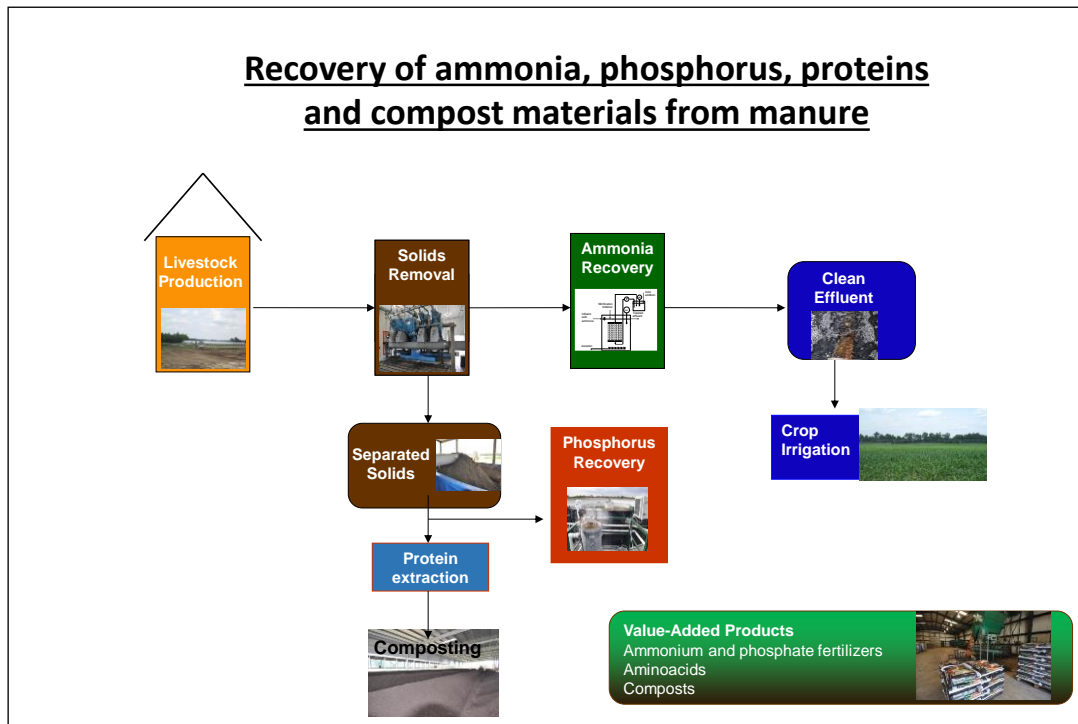 Recovery of ammonia, phosphorus, proteins
and compost materials from manure
Livestock
Production
Solids
Removal
Ammonia
Recovery
Clean
Effluent
Separated
Solids
Phosphorus
Recovery
Crop
Irrigation
Protein
extraction
Composting
Value-Added Products
Ammonium and phosphate fertilizers
Aminoacids
Composts